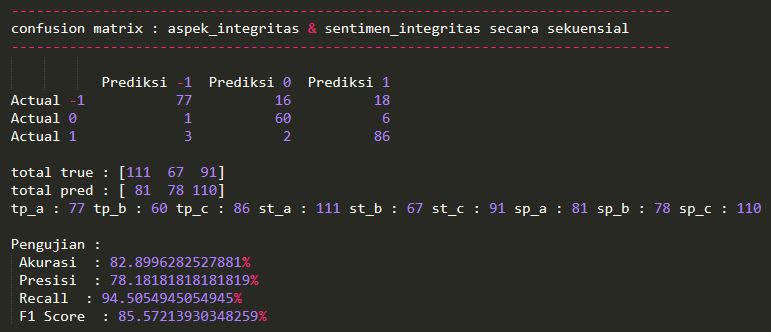 --------------------------------------------------------------------------------
confusion matrix : aspek_integritas & sentimen_integritas secara sekuensial
--------------------------------------------------------------------------------
Prediksi -1 Prediksi 0 Prediksi 1
Actual -1 77 16 18
Actual 0 1 60 6
Actual 1 3 2 86
total true : [111 67 91]
total pred : [ 81 78 110]
tp_a : 77 tp_b : 60 tp_c : 86 st_a : 111 st_b : 67 st_c : 91 sp_a : 81 sp_b : 78 sp_c : 110
Pengujian :
Akurasi : 82.8996282527881%
Presisi : 78.18181818181819%
Recall : 94.5054945054945%
F1 Score : 85.57213930348259%